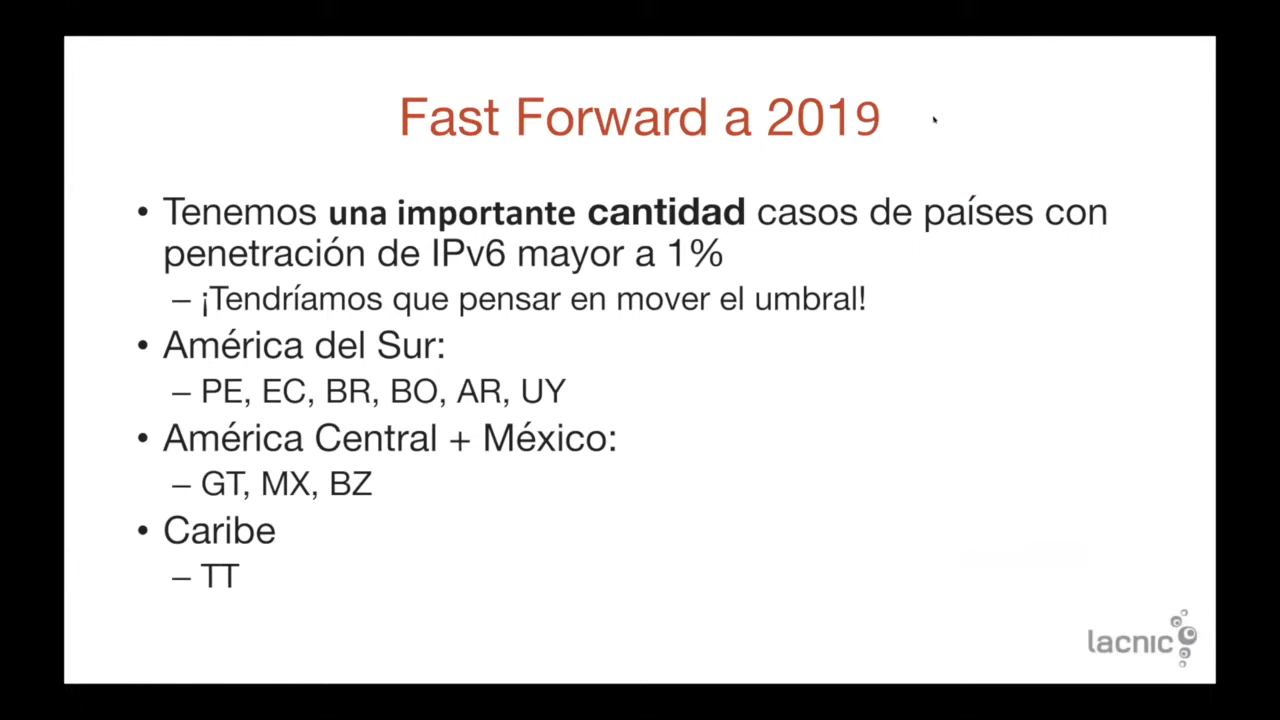 Fast Forward a 2019
• Tenemos una importante cantidad casos de países con
penetración de IPv6 mayor a 1%
– ¡Tendríamos que pensar en mover el umbral!
• América del Sur:
– PE, EC, BR, BO, AR, UY
• América Central + México:
– GT, MX, BZ
• Caribe
– TT
lacnic